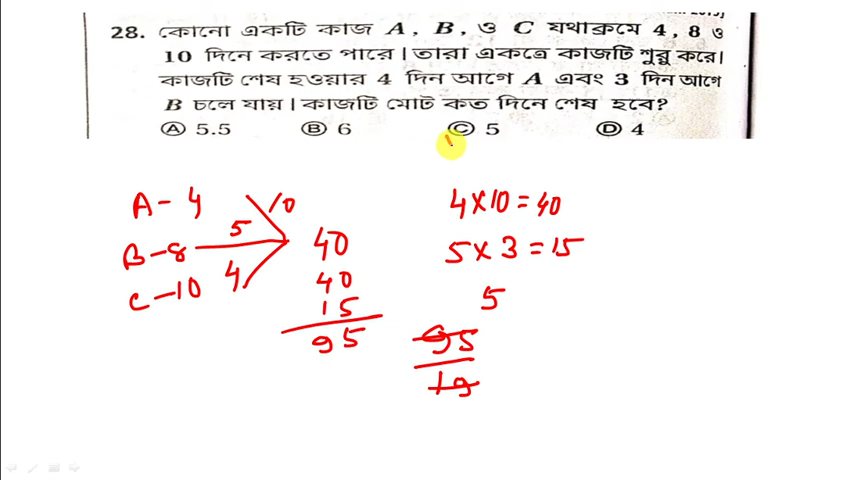 28. কোনো একটি কাজ A, B, ও C যথাক্রমে 4, 8 ও
10 দিনে করতে পারে। তারা একত্রে কাজটি শুরু করে।
কাজটি শেষ হওয়ার 4 দিন আগে A এবং 3 দিন আগে
B চলে যায়। কাজটি মোট কত দিনে শেষ হবে?
Ⓐ 5.5 Ⓑ 6 Ⓒ 5 Ⓓ 4
A - 4 10
B - 8 5 40
C - 10 4 40
15
95
4 × 10 = 40
5 × 3 = 15
5
95
19